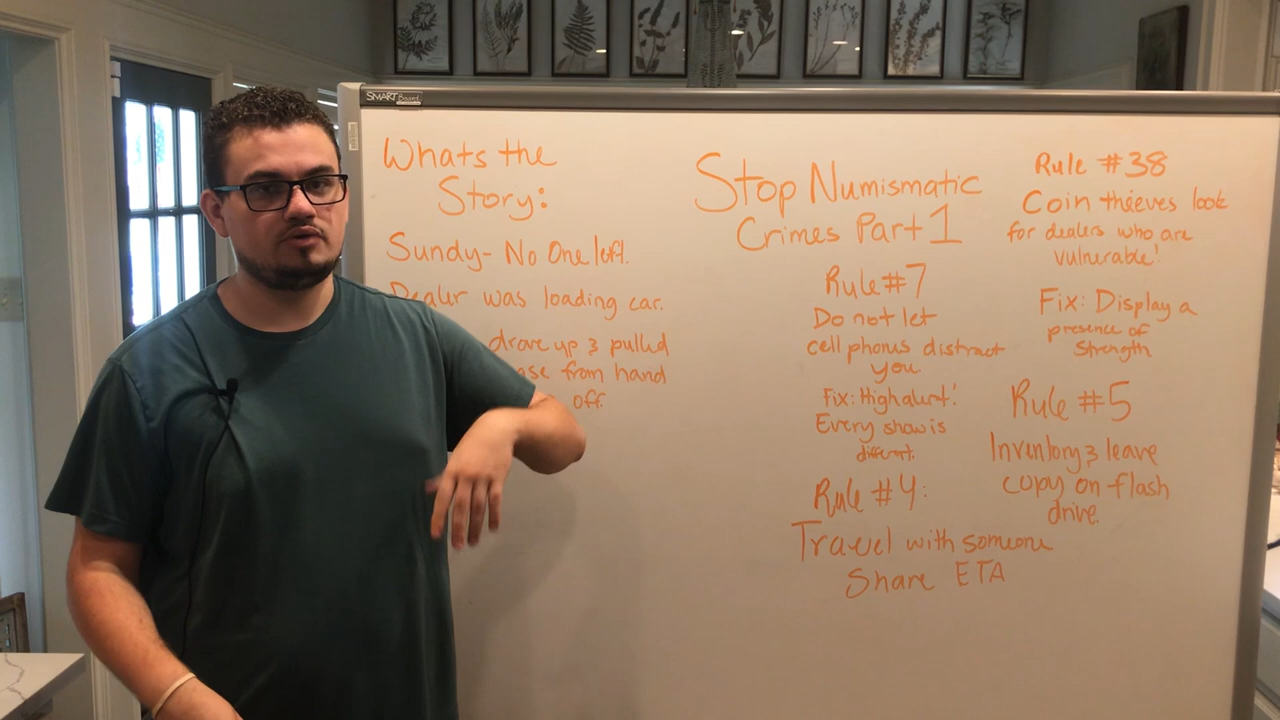 SMART Board
Whats the
Story:
Sundy- No One left.
Dealer was loading car.
drove up & pulled
ase from hand
off.
Stop Numismatic
Crimes Part 1
Rule #7
Do not let
cell phones distract
you.
Fix: High alert!
Every show is
different.
Rule #4:
Travel with someone
Share ETA
Rule #38
Coin thieves look
for dealers who are
vulnerable!
Fix: Display a
presence of
Strength
Rule #5
Inventory & leave
copy on flash
drive.